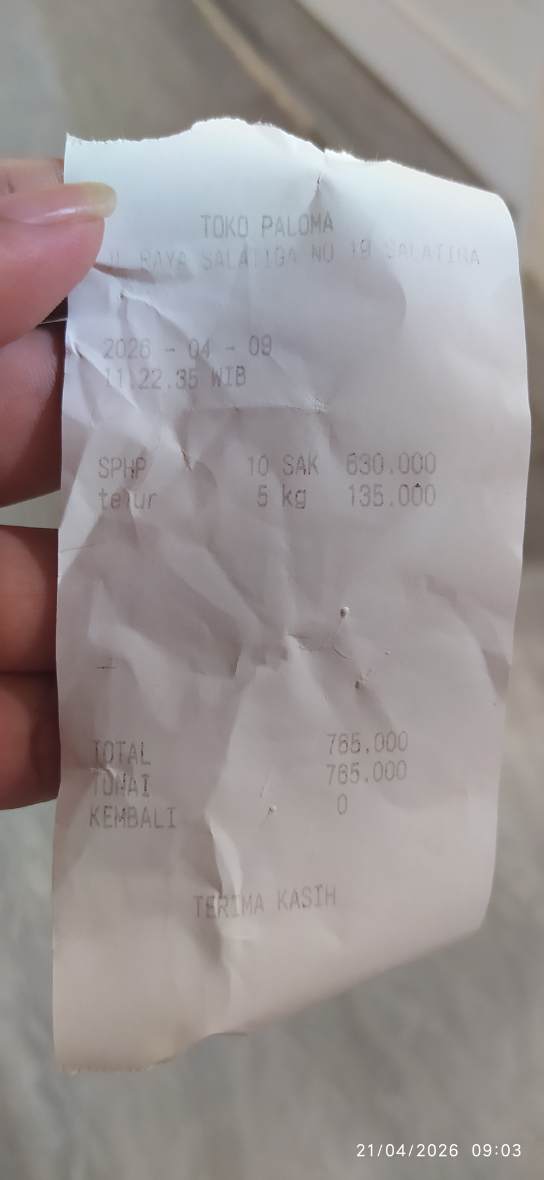 TOKO PALOMA
JL RAYA SALATIGA NO 19 SALATIGA
2026 - 04 - 09
11.22.35 WIB
SPHP 10 SAK 630.000
telur 5 kg 135.000
TOTAL 765.000
TUNAI 765.000
KEMBALI 0
TERIMA KASIH
21/04/2026 09:03